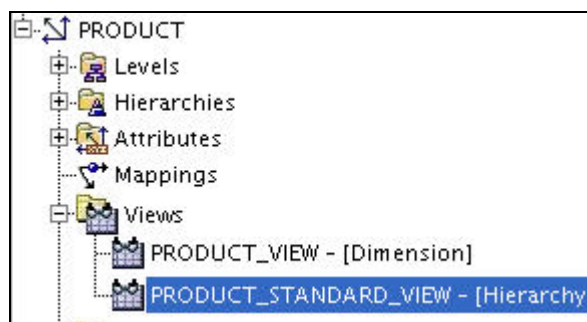 PRODUCT
Levels
Hierarchies
Attributes
Mappings
Views
PRODUCT_VIEW - [Dimension]
PRODUCT_STANDARD_VIEW - [Hierarchy